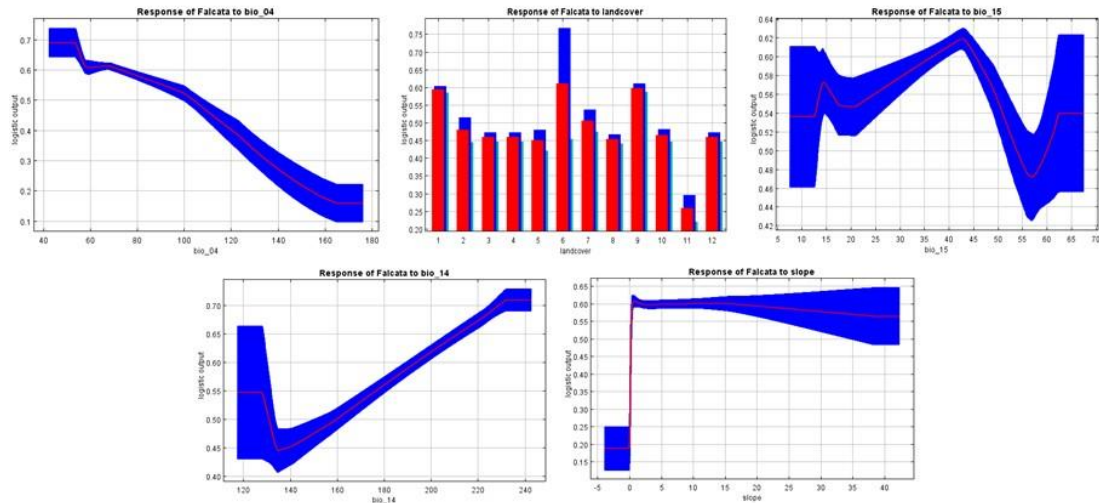 Response of Falcata to bio_04
logistic output
0.7
0.6
0.5
0.4
0.3
0.2
0.1
40 60 80 100 120 140 160 180
bio_04
Response of Falcata to landcover
logistic output
0.75
0.70
0.65
0.60
0.55
0.50
0.45
0.40
0.35
0.30
0.25
0.20
1 2 3 4 5 6 7 8 9 10 11 12
landcover
Response of Falcata to bio_15
logistic output
0.64
0.62
0.60
0.58
0.56
0.54
0.52
0.50
0.48
0.46
0.44
0.42
5 10 15 20 25 30 35 40 45 50 55 60 65 70
bio_15
Response of Falcata to bio_14
logistic output
0.70
0.65
0.60
0.55
0.50
0.45
0.40
120 140 160 180 200 220 240
bio_14
Response of Falcata to slope
logistic output
0.65
0.60
0.55
0.50
0.45
0.40
0.35
0.30
0.25
0.20
0.15
-5 0 5 10 15 20 25 30 35 40
slope